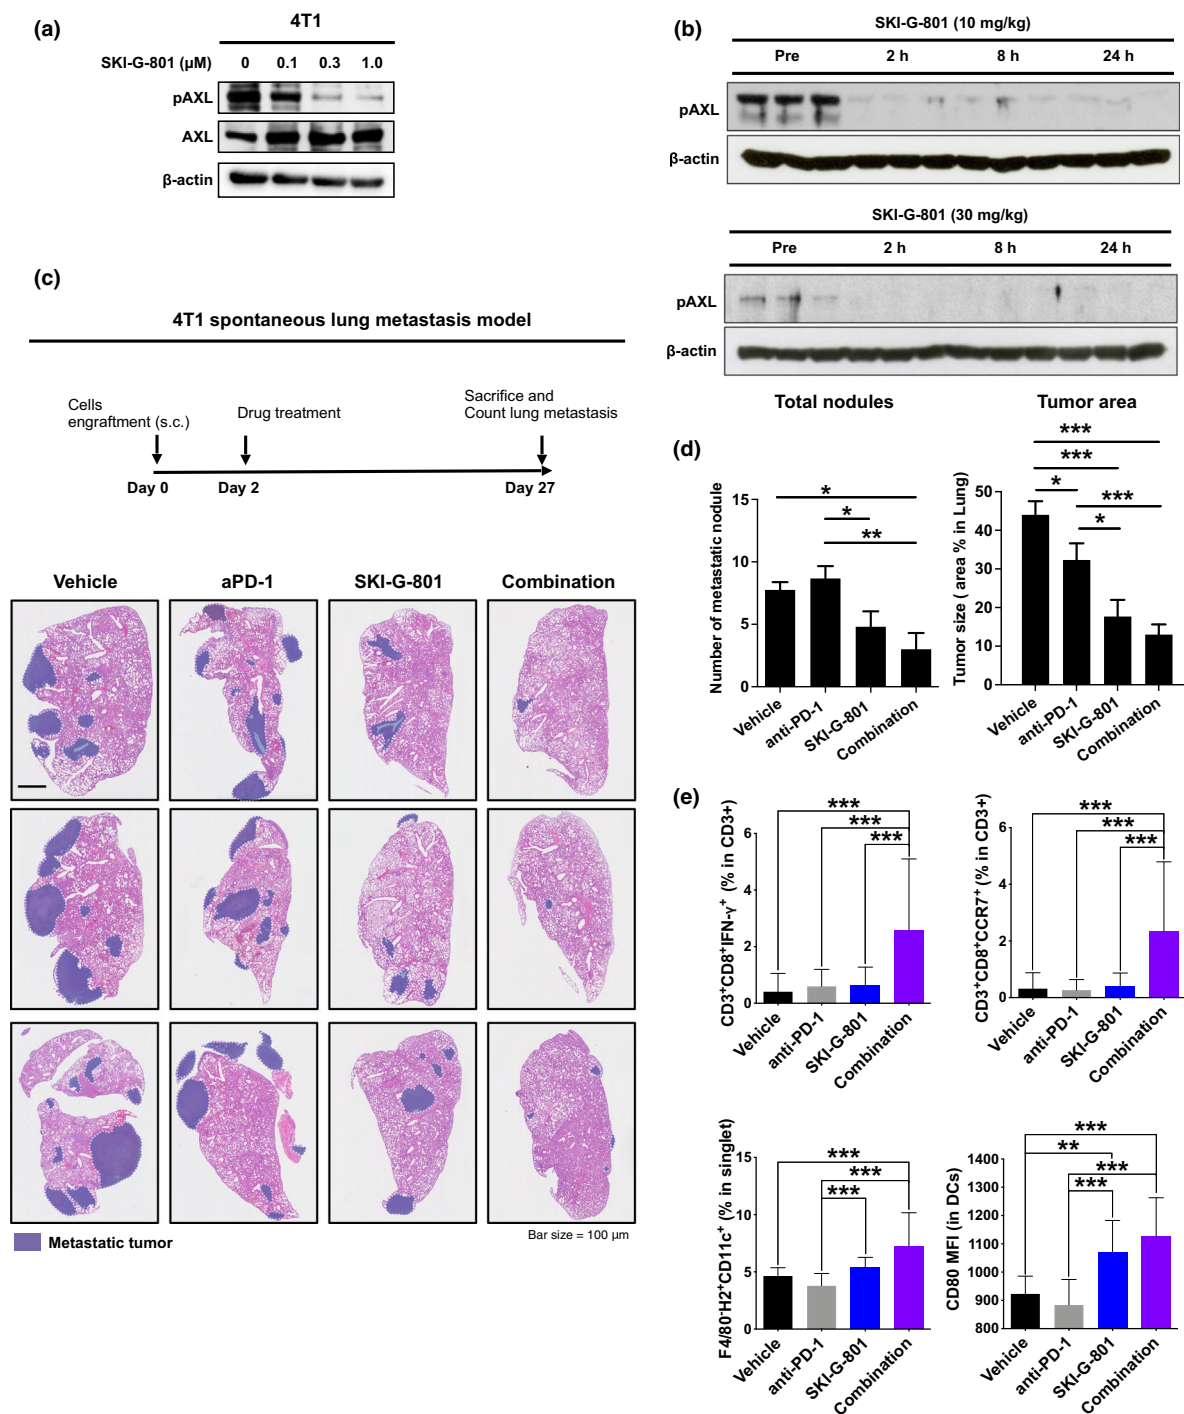 (a)
4T1
SKI-G-801 (μM) 0 0.1 0.3 1.0
pAXL
AXL
β-actin
(b)
SKI-G-801 (10 mg/kg)
Pre 2 h 8 h 24 h
pAXL
β-actin
SKI-G-801 (30 mg/kg)
Pre 2 h 8 h 24 h
pAXL
β-actin
(c)
4T1 spontaneous lung metastasis model
Cells
engraftment (s.c.)
Drug treatment
Sacrifice and
Count lung metastasis
Day 0 Day 2 Day 27
Vehicle aPD-1 SKI-G-801 Combination
Metastatic tumor
Bar size = 100 μm
(d)
Total nodules
Number of metastatic nodule
15
10
5
0
*
*
**
Vehicle
anti-PD-1
SKI-G-801
Combination
Tumor area
Tumor size ( area % in Lung)
50
40
30
20
10
0
***
***
*
***
*
Vehicle
anti-PD-1
SKI-G-801
Combination
(e)
CD3⁺CD8⁺IFN-γ⁺ (% in CD3+)
6
4
2
0
***
***
***
Vehicle
anti-PD-1
SKI-G-801
Combination
CD3⁺CD8⁺CCR7⁺ (% in CD3+)
6
4
2
0
***
***
***
Vehicle
anti-PD-1
SKI-G-801
Combination
F4/80⁻H2⁺CD11c⁺ (% in singlet)
15
10
5
0
***
***
***
Vehicle
anti-PD-1
SKI-G-801
Combination
CD80 MFI (in DCs)
1400
1300
1200
1100
1000
900
800
***
**
***
***
Vehicle
anti-PD-1
SKI-G-801
Combination